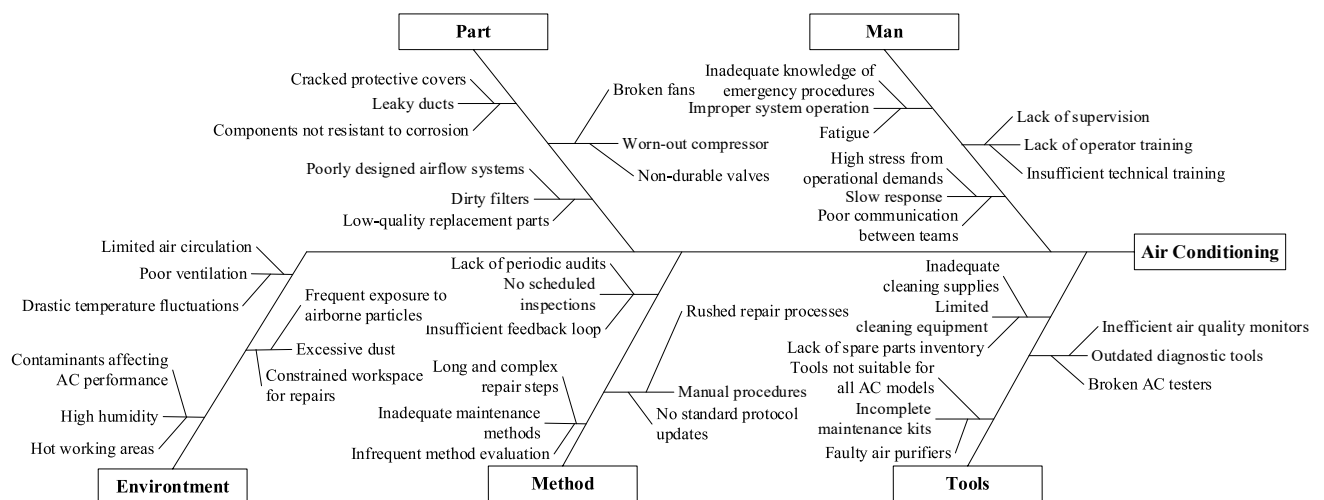 Part
Man
Cracked protective covers
Leaky ducts
Components not resistant to corrosion
Broken fans
Worn-out compressor
Non-durable valves
Poorly designed airflow systems
Dirty filters
Low-quality replacement parts
Inadequate knowledge of
emergency procedures
Improper system operation
Fatigue
Lack of supervision
Lack of operator training
Insufficient technical training
High stress from
operational demands
Slow response
Poor communication
between teams
Air Conditioning
Limited air circulation
Poor ventilation
Drastic temperature fluctuations
Frequent exposure to
airborne particles
Excessive dust
Constrained workspace
for repairs
Contaminants affecting
AC performance
High humidity
Hot working areas
Lack of periodic audits
No scheduled
inspections
Insufficient feedback loop
Rushed repair processes
Manual procedures
No standard protocol
updates
Long and complex
repair steps
Inadequate maintenance
methods
Infrequent method evaluation
Inadequate
cleaning supplies
Limited
cleaning equipment
Lack of spare parts inventory
Inefficient air quality monitors
Outdated diagnostic tools
Broken AC testers
Tools not suitable for
all AC models
Incomplete
maintenance kits
Faulty air purifiers
Environtment
Method
Tools